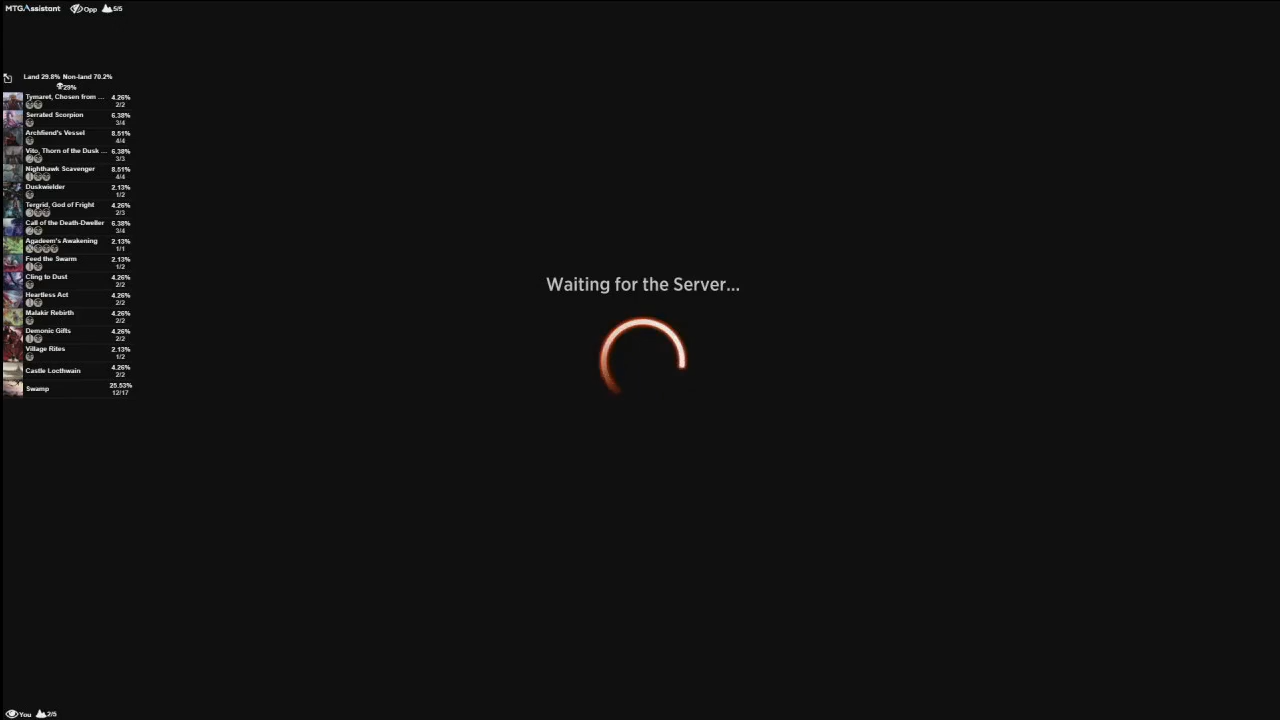 MTGAssistant Opp 5/5
Land 29.8% Non-land 70.2%
29%
Tymaret, Chosen from ... 4.26%
2/2
Serrated Scorpion 6.38%
3/4
Archfiend's Vessel 8.51%
4/4
Vito, Thorn of the Dusk ... 6.38%
3/3
Nighthawk Scavenger 8.51%
4/4
Duskwielder 2.13%
1/2
Tergrid, God of Fright 4.26%
2/3
Call of the Death-Dweller 6.38%
3/4
Agadeem's Awakening 2.13%
1/1
Feed the Swarm 2.13%
1/2
Cling to Dust 4.26%
2/2
Heartless Act 4.26%
2/2
Malakir Rebirth 4.26%
2/2
Demonic Gifts 4.26%
2/2
Village Rites 2.13%
1/2
Castle Locthwain 4.26%
2/2
Swamp 25.53%
12/17
Waiting for the Server...
You 2/5